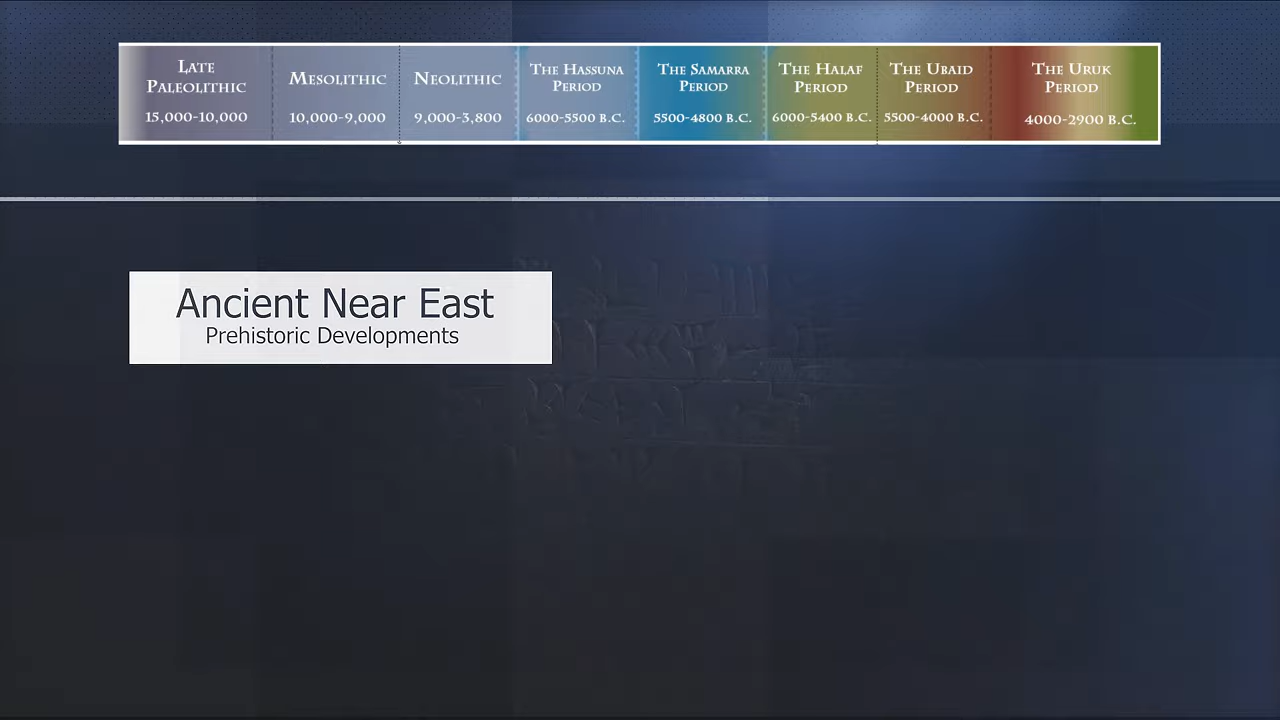 Late
Paleolithic
15,000-10,000
Mesolithic
10,000-9,000
Neolithic
9,000-3,800
The Hassuna
Period
6000-5500 B.C.
The Samarra
Period
5500-4800 B.C.
The Halaf
Period
6000-5400 B.C.
The Ubaid
Period
5500-4000 B.C.
The Uruk
Period
4000-2900 B.C.
Ancient Near East
Prehistoric Developments